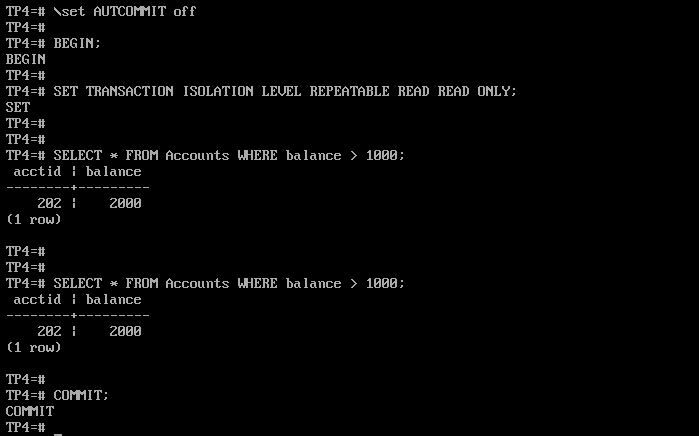 TP4=# \set AUTCOMMIT off
TP4=#
TP4=# BEGIN;
BEGIN
TP4=#
TP4=# SET TRANSACTION ISOLATION LEVEL REPEATABLE READ READ ONLY;
SET
TP4=#
TP4=#
TP4=# SELECT * FROM Accounts WHERE balance > 1000;
 acctid | balance
--------+---------
    202 |    2000
(1 row)

TP4=#
TP4=#
TP4=# SELECT * FROM Accounts WHERE balance > 1000;
 acctid | balance
--------+---------
    202 |    2000
(1 row)

TP4=#
TP4=# COMMIT;
COMMIT
TP4=# _